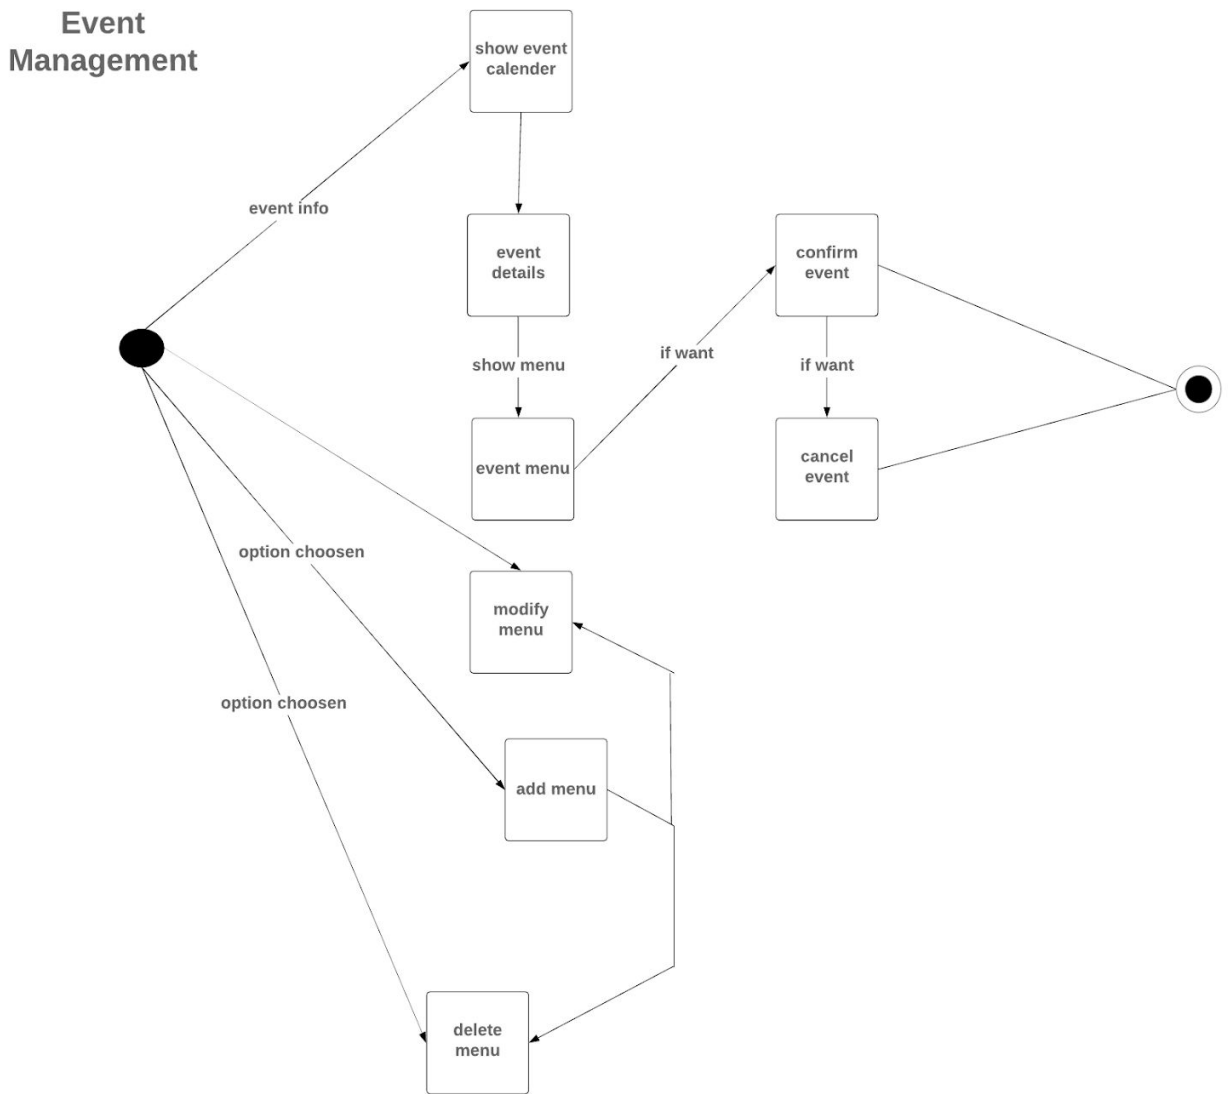 Event
Management
show event
calender
event info
event
details
confirm
event
show menu
if want
if want
event menu
cancel
event
option choosen
modify
menu
option choosen
add menu
delete
menu